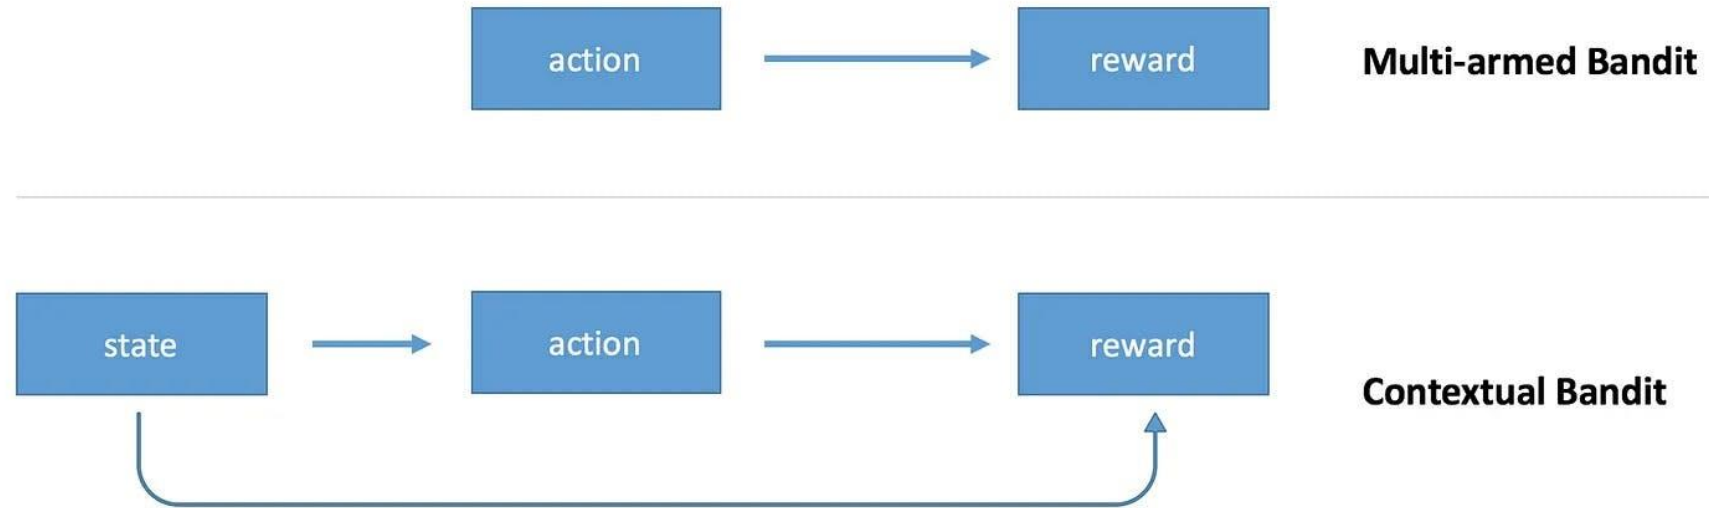 action
reward
Multi-armed Bandit
state
action
reward
Contextual Bandit